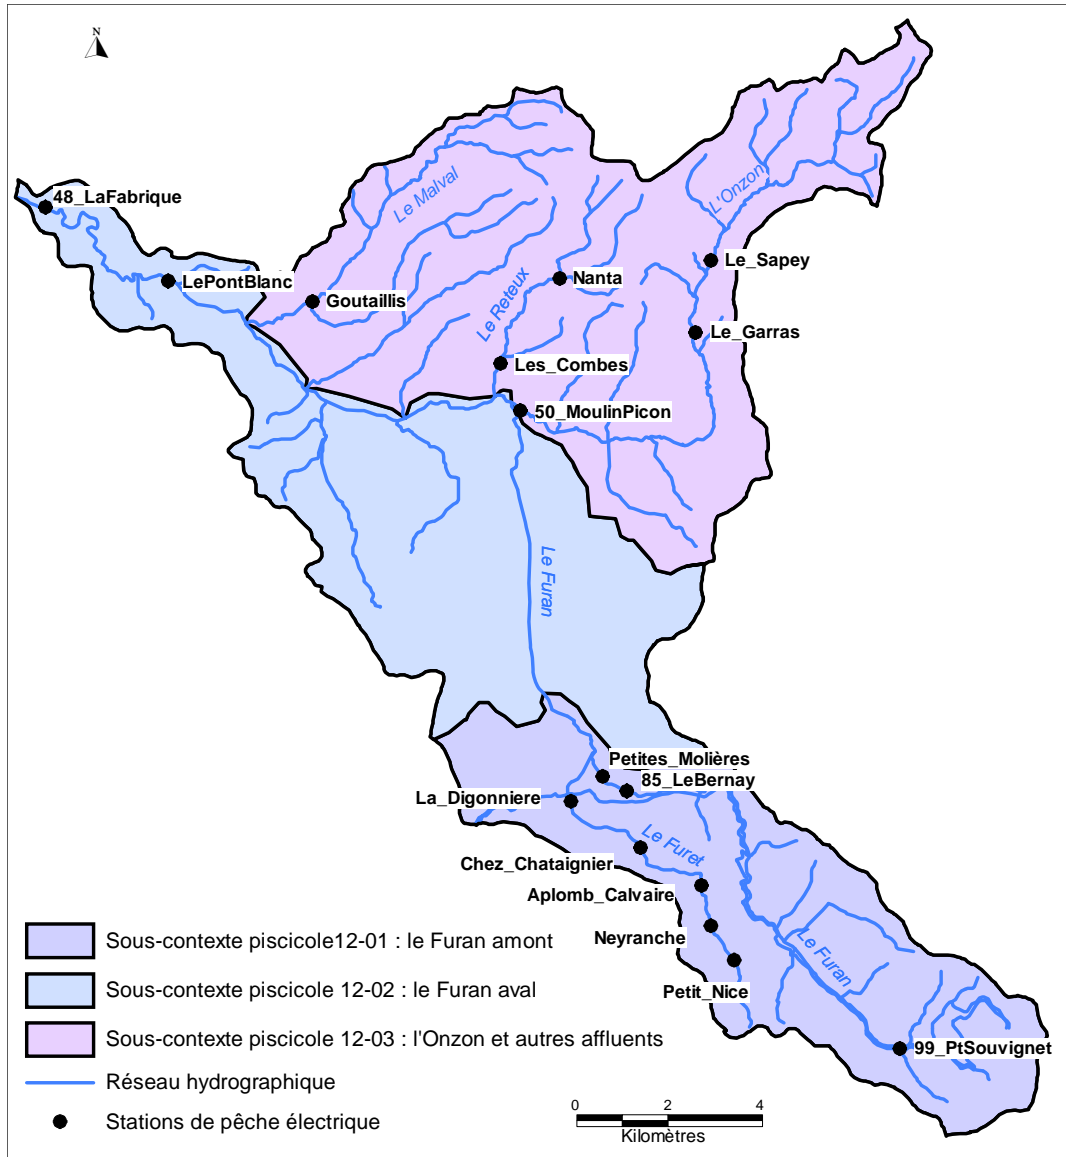 N
48_LaFabrique
Le Malval
L'Onzon
LePontBlanc
Goutaillis
Le Reteux
Nanta
Le_Sapey
Le_Garras
Les_Combes
50_MoulinPicon
Le Furan
Petites_Molières
85_LeBernay
La_Digonniere
Le Furet
Chez_Chataignier
Aplomb_Calvaire
Neyranche
Le Furan
Petit_Nice
99_PtSouvignet
Sous-contexte piscicole12-01 : le Furan amont
Sous-contexte piscicole 12-02 : le Furan aval
Sous-contexte piscicole 12-03 : l'Onzon et autres affluents
Réseau hydrographique
Stations de pêche électrique
0 2 4
Kilomètres